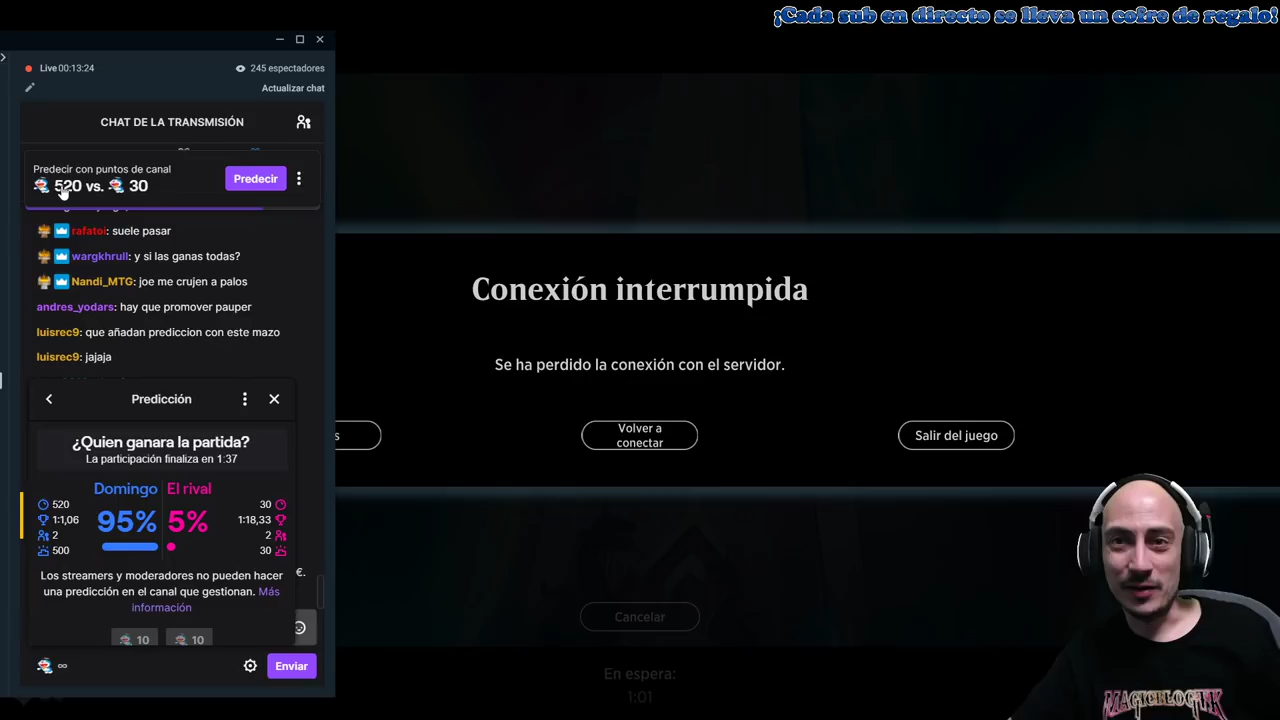 ¡Cada sub en directo se lleva un cofre de regalo!
Live 00:13:24
245 espectadores
Actualizar chat
CHAT DE LA TRANSMISIÓN
Predecir con puntos de canal
520 vs. 30
Predecir
rafatoi: suele pasar
wargkhrull: y si las ganas todas?
Nandi_MTG: joe me crujen a palos
andres_yodars: hay que promover pauper
luisrec9: que añadan prediccion con este mazo
luisrec9: jajaja
Predicción
¿Quien ganara la partida?
La participación finaliza en 1:37
Domingo
El rival
520
1:1,06
2
500
95%
5%
30
1:18,33
2
30
Los streamers y moderadores no pueden hacer
una predicción en el canal que gestionan. Más
información
€.
10
10
∞
Enviar
Conexión interrumpida
Se ha perdido la conexión con el servidor.
s
Volver a
conectar
Salir del juego
Cancelar
En espera:
1:01